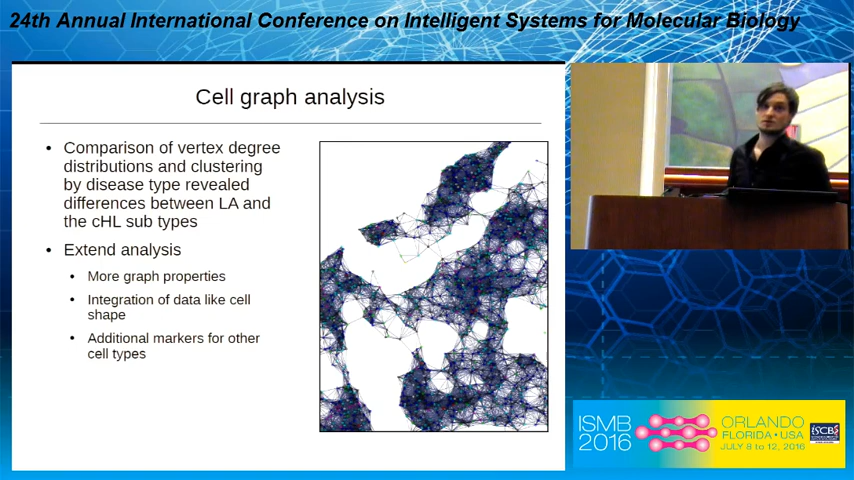 24th Annual International Conference on Intelligent Systems for Molecular Biology
Cell graph analysis
• Comparison of vertex degree
distributions and clustering
by disease type revealed
differences between LA and
the cHL sub types
• Extend analysis
• More graph properties
• Integration of data like cell
shape
• Additional markers for other
cell types
ISMB
2016
ORLANDO
FLORIDA • USA
JULY 8 to 12, 2016
ISCB